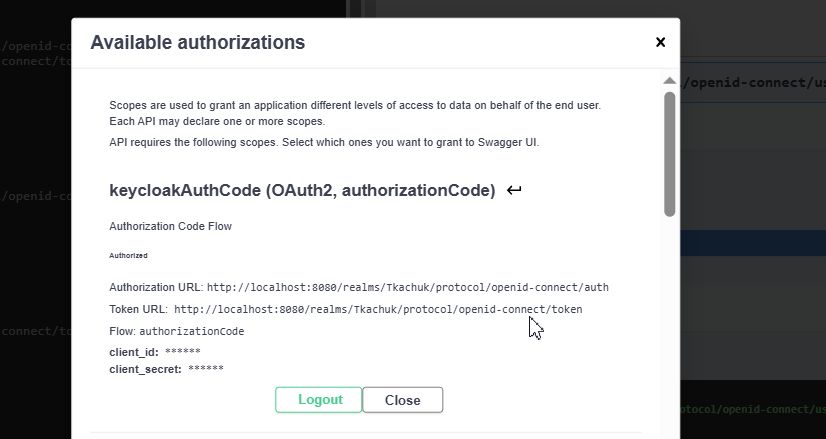 Available authorizations
Scopes are used to grant an application different levels of access to data on behalf of the end user.
Each API may declare one or more scopes.
API requires the following scopes. Select which ones you want to grant to Swagger UI.
keycloakAuthCode (OAuth2, authorizationCode)
Authorization Code Flow
Authorized
Authorization URL: http://localhost:8080/realms/Tkachuk/protocol/openid-connect/auth
Token URL: http://localhost:8080/realms/Tkachuk/protocol/openid-connect/token
Flow: authorizationCode
client_id: ******
client_secret: ******
Logout
Close
/openid-co
connect/to
/openid-co
connect/to
/openid-connect/us
otocol/openid-connect/us